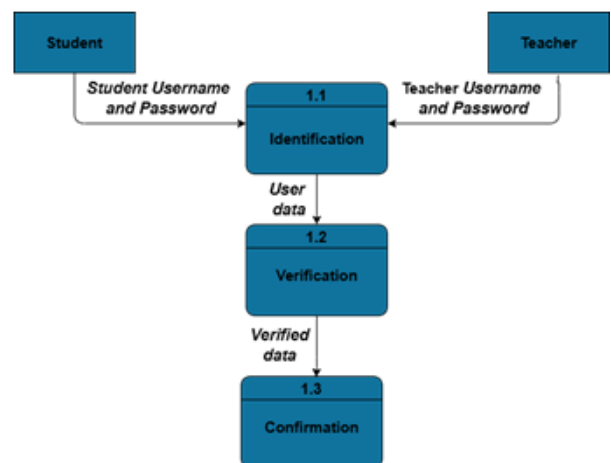 Student
Teacher
Student Username
and Password
1.1
Identification
Teacher Username
and Password
User
data
1.2
Verification
Verified
data
1.3
Confirmation